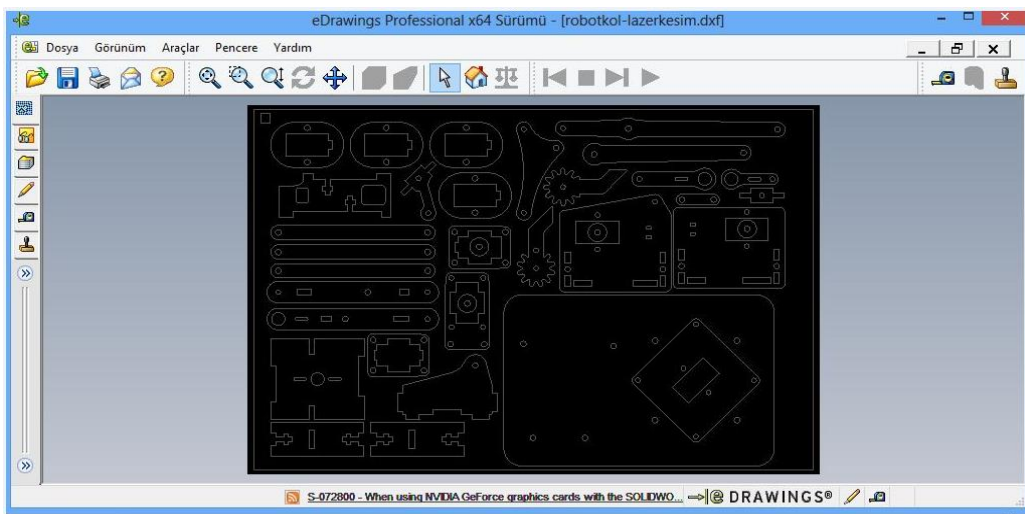 eDrawings Professional x64 Sürümü - [robotkol-lazerkesim.dxf]
Dosya Görünüm Araçlar Pencere Yardım
S-072800 - When using NVIDIA GeForce graphics cards with the SOLIDWO... @ DRAWINGS®